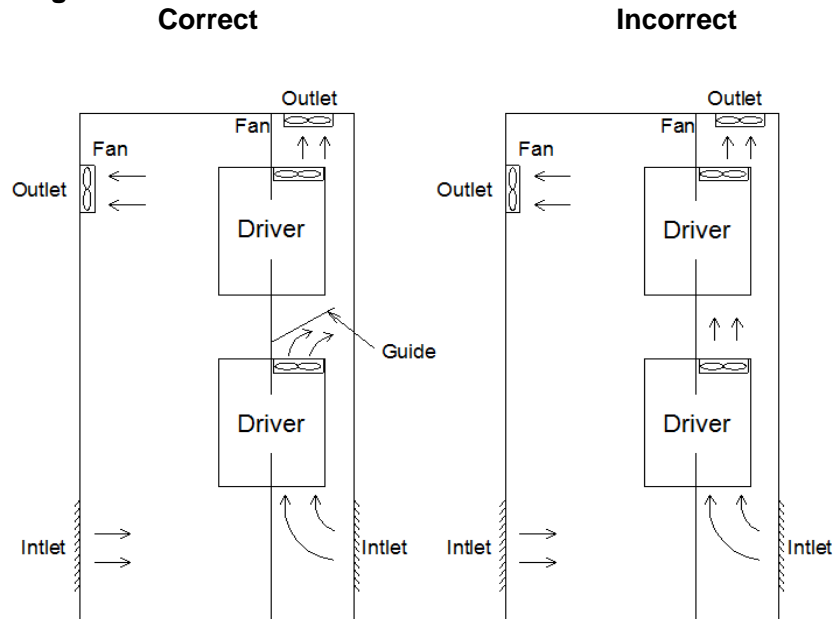 Correct
Incorrect
Outlet
Fan
Fan
Outlet
Driver
Guide
Driver
Intlet
Intlet
Outlet
Fan
Fan
Outlet
Driver
Driver
Intlet
Intlet